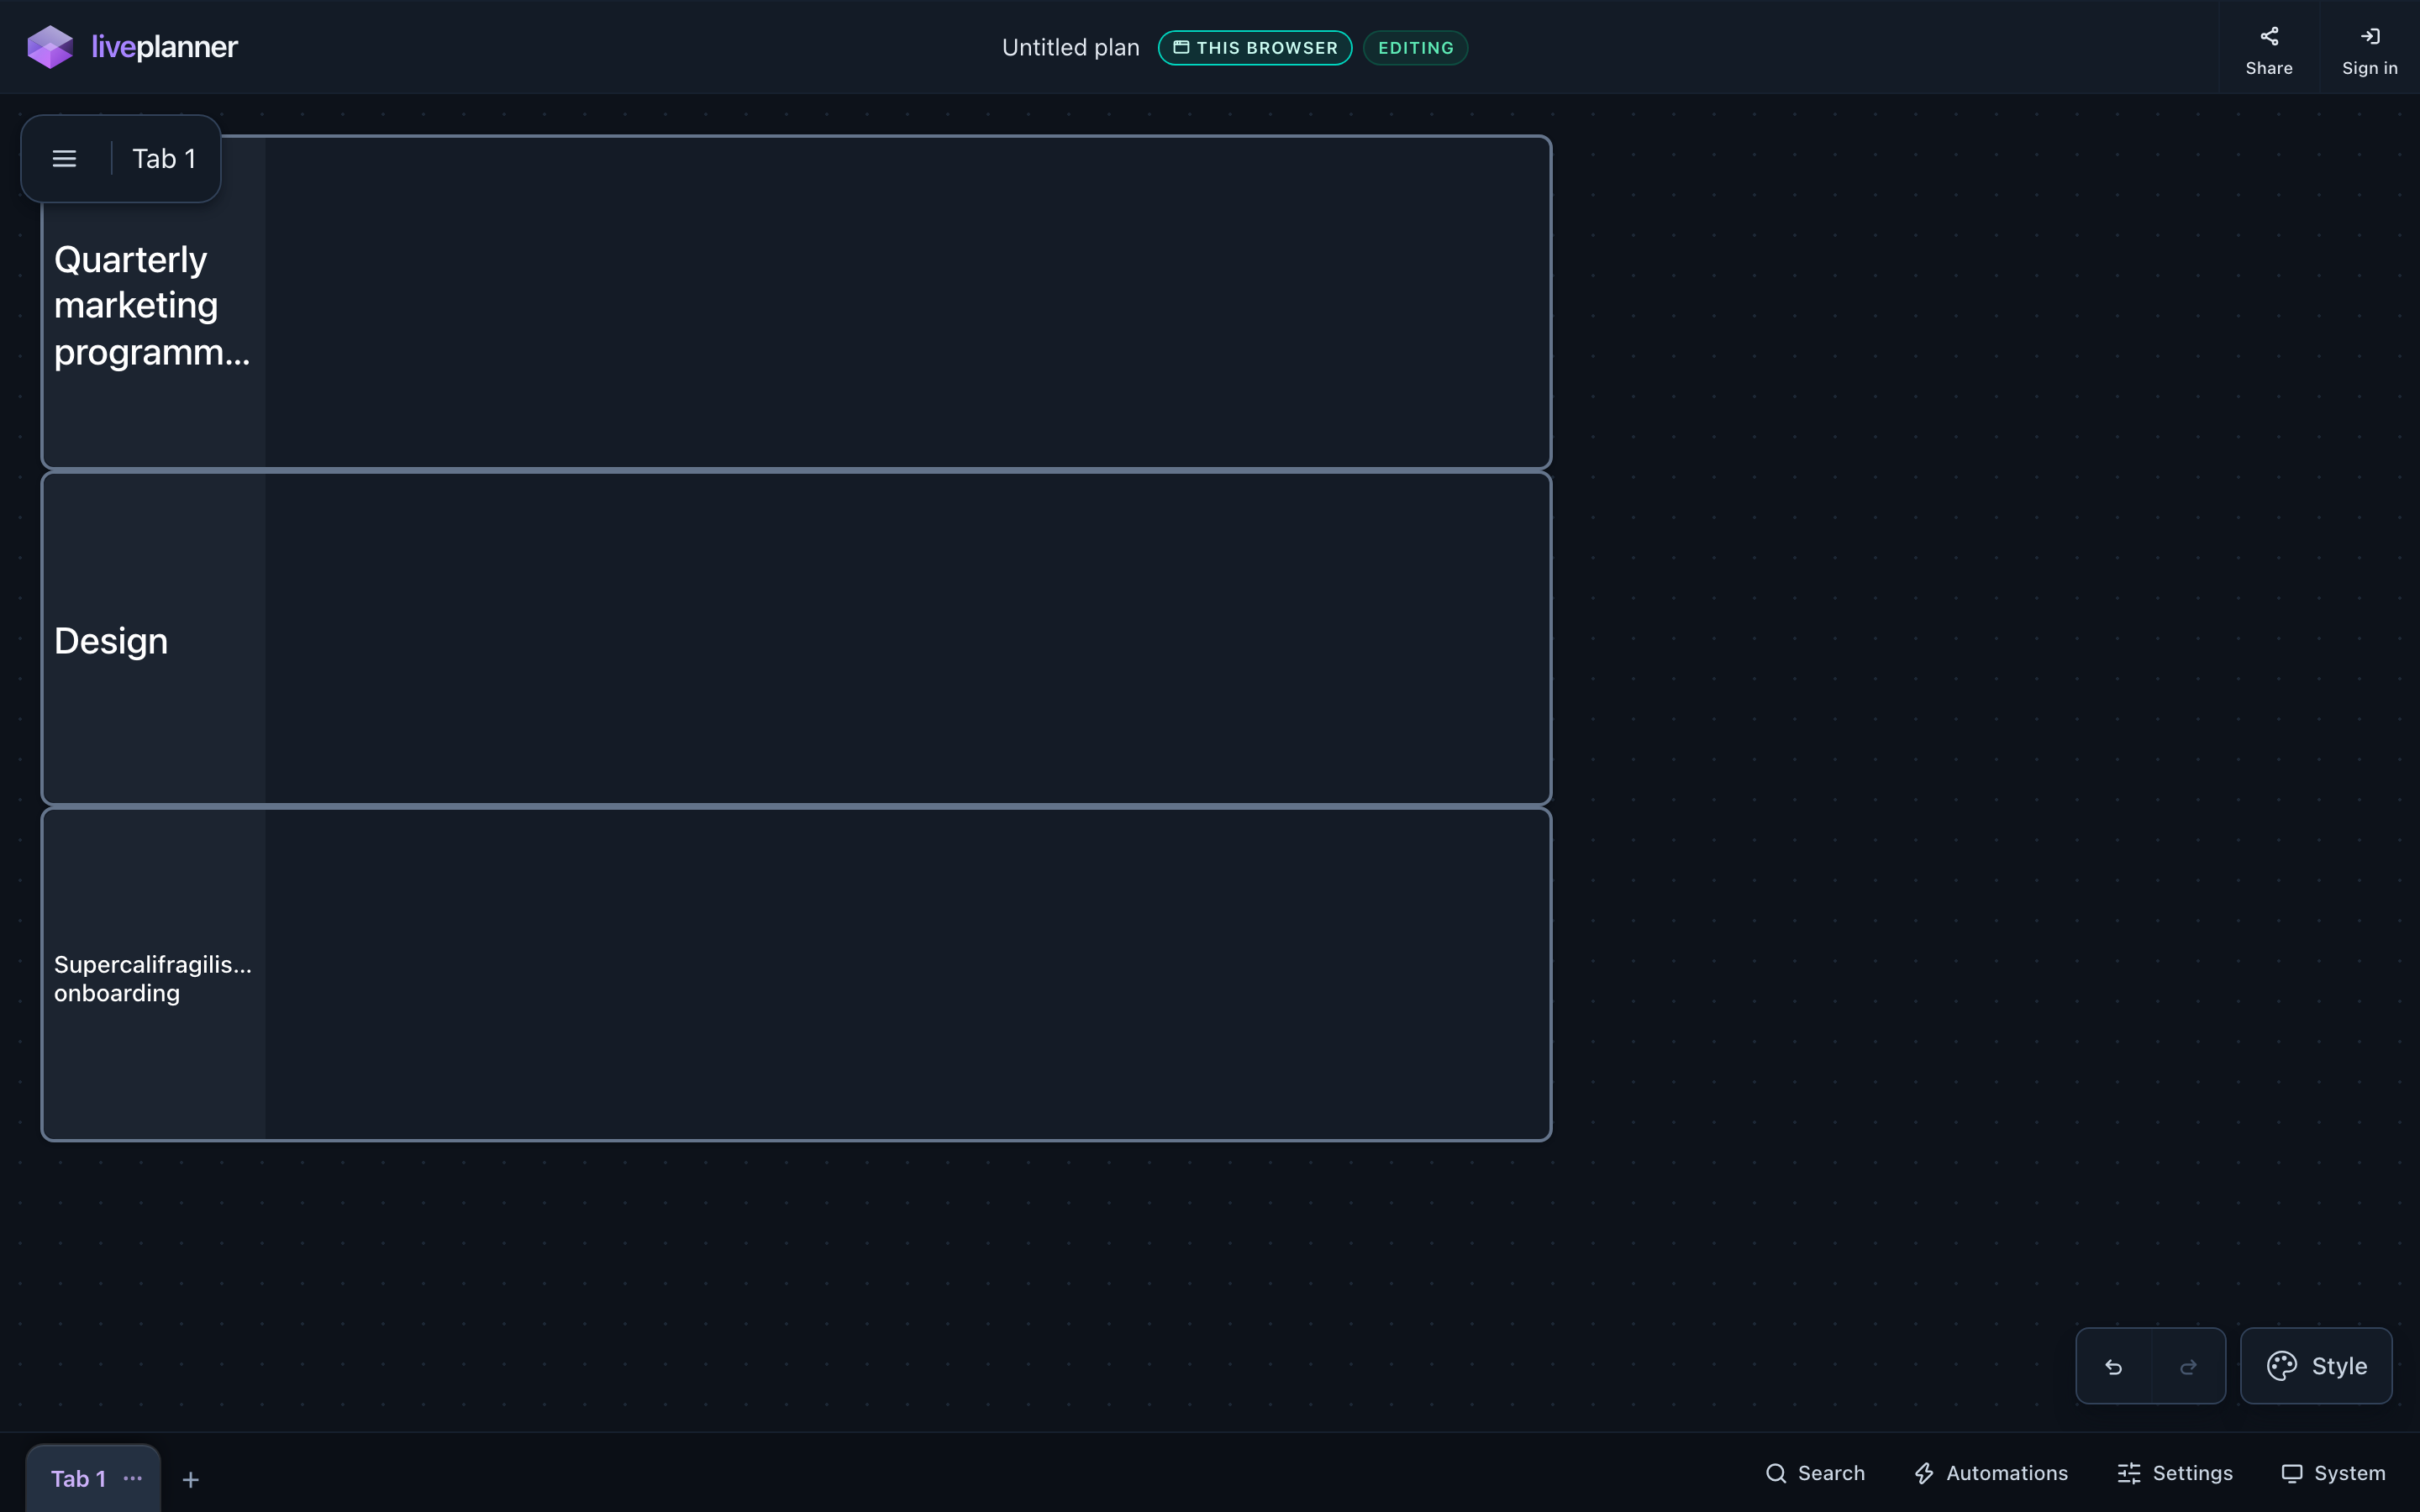 liveplanner
Untitled plan
THIS BROWSER
EDITING
Share
Sign in
Tab 1
Quarterly
marketing
programm...
Design
Supercalifragilis...
onboarding
Style
Tab 1
Search
Automations
Settings
System